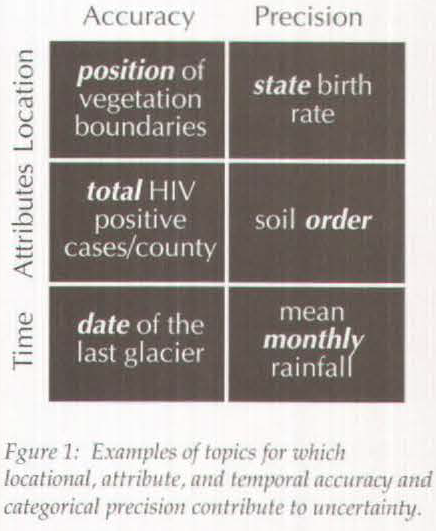 Accuracy Precision
Location
position of
vegetation
boundaries
state birth
rate
Attributes
total HIV
positive
cases/county
soil order
Time
date of the
last glacier
mean
monthly
rainfall
Fgure 1: Examples of topics for which
locational, attribute, and temporal accuracy and
categorical precision contribute to uncertainty.